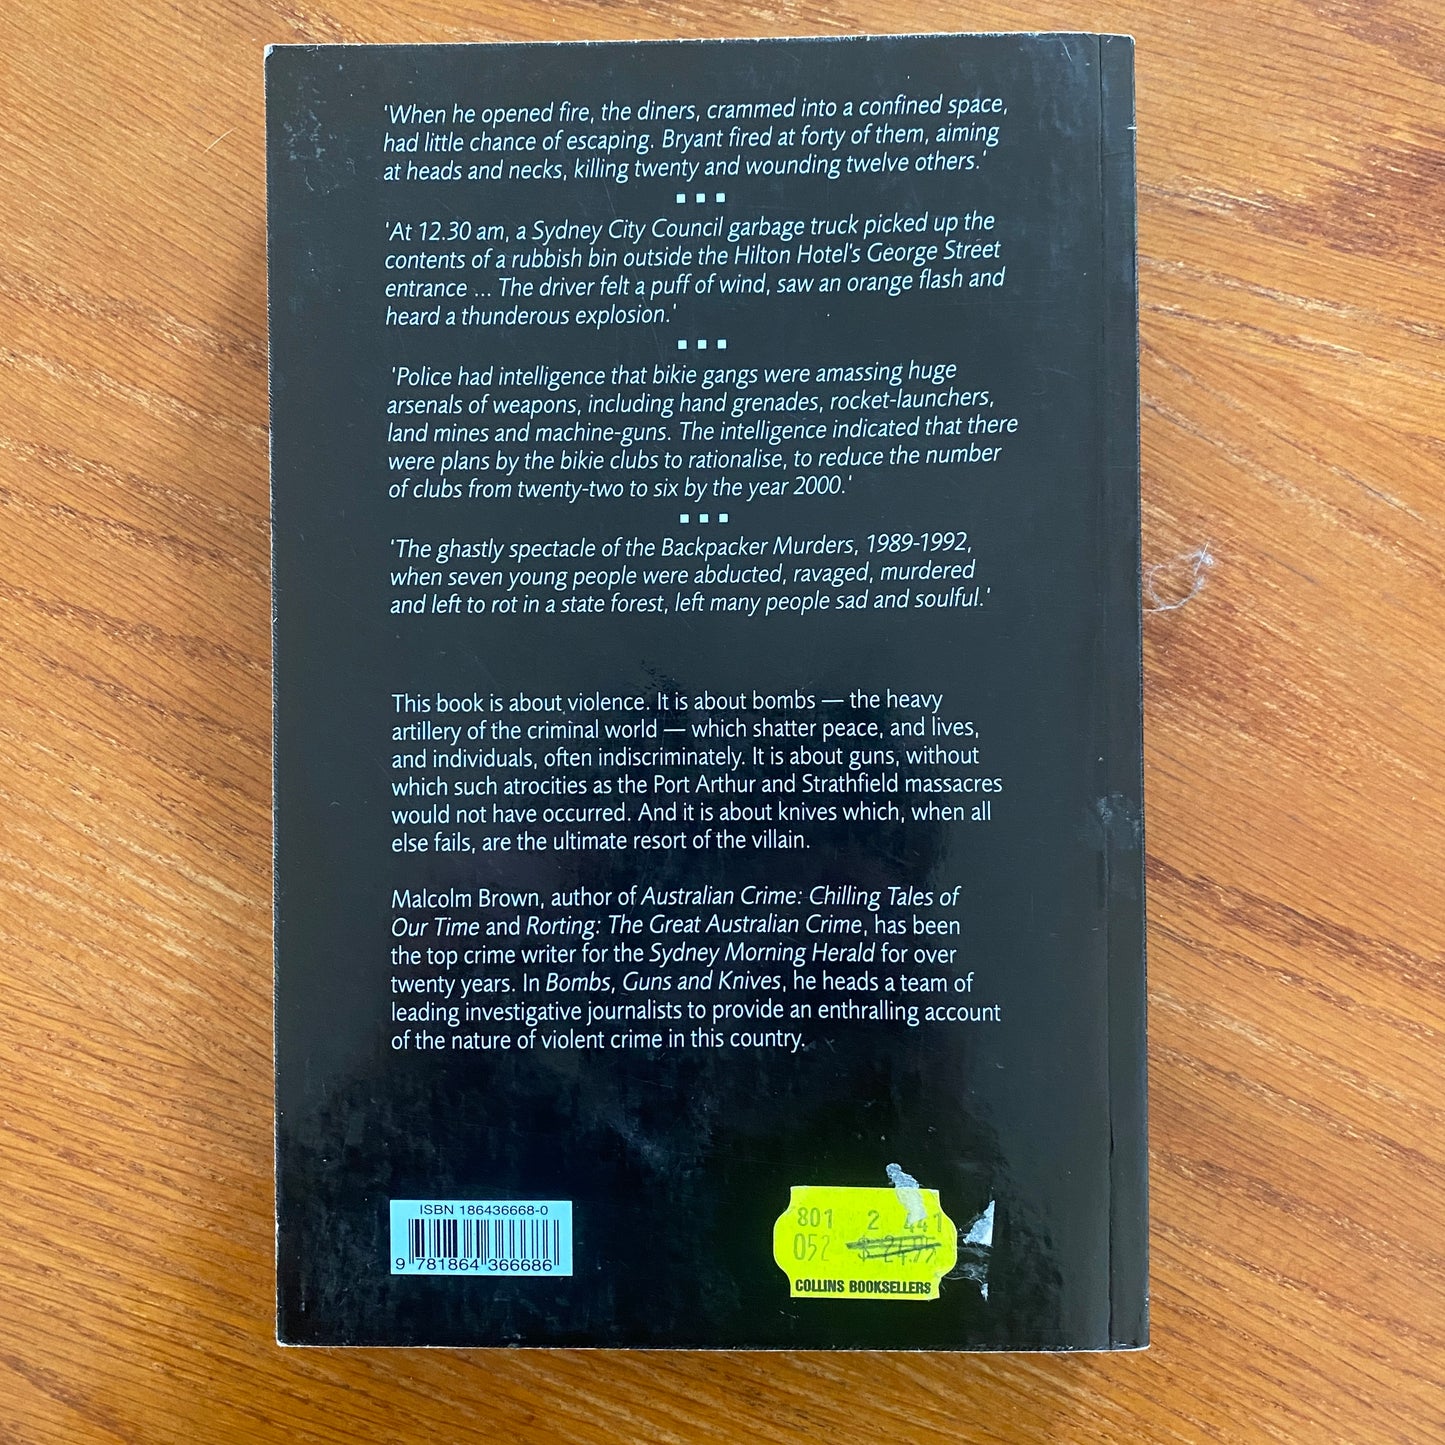 'When he opened fire, the diners, crammed into a confined space,
had little chance of escaping. Bryant fired at forty of them, aiming
at heads and necks, killing twenty and wounding twelve others.'
'At 12.30 am, a Sydney City Council garbage truck picked up the
contents of a rubbish bin outside the Hilton Hotel's George Street
entrance ... The driver felt a puff of wind, saw an orange flash and
heard a thunderous explosion.'
'Police had intelligence that bikie gangs were amassing huge
arsenals of weapons, including hand grenades, rocket-launchers,
land mines and machine-guns. The intelligence indicated that there
were plans by the bikie clubs to rationalise, to reduce the number
of clubs from twenty-two to six by the year 2000.'
'The ghastly spectacle of the Backpacker Murders, 1989-1992,
when seven young people were abducted, ravaged, murdered
and left to rot in a state forest, left many people sad and soulful.'
This book is about violence. It is about bombs — the heavy
artillery of the criminal world — which shatter peace, and lives,
and individuals, often indiscriminately. It is about guns, without
which such atrocities as the Port Arthur and Strathfield massacres
would not have occurred. And it is about knives which, when all
else fails, are the ultimate resort of the villain.
Malcolm Brown, author of Australian Crime: Chilling Tales of
Our Time and Rorting: The Great Australian Crime, has been
the top crime writer for the Sydney Morning Herald for over
twenty years. In Bombs, Guns and Knives, he heads a team of
leading investigative journalists to provide an enthralling account
of the nature of violent crime in this country.
ISBN 186436668-0
9 781864 366686
801 2 441
052 $ 24.95
COLLINS BOOKSELLERS